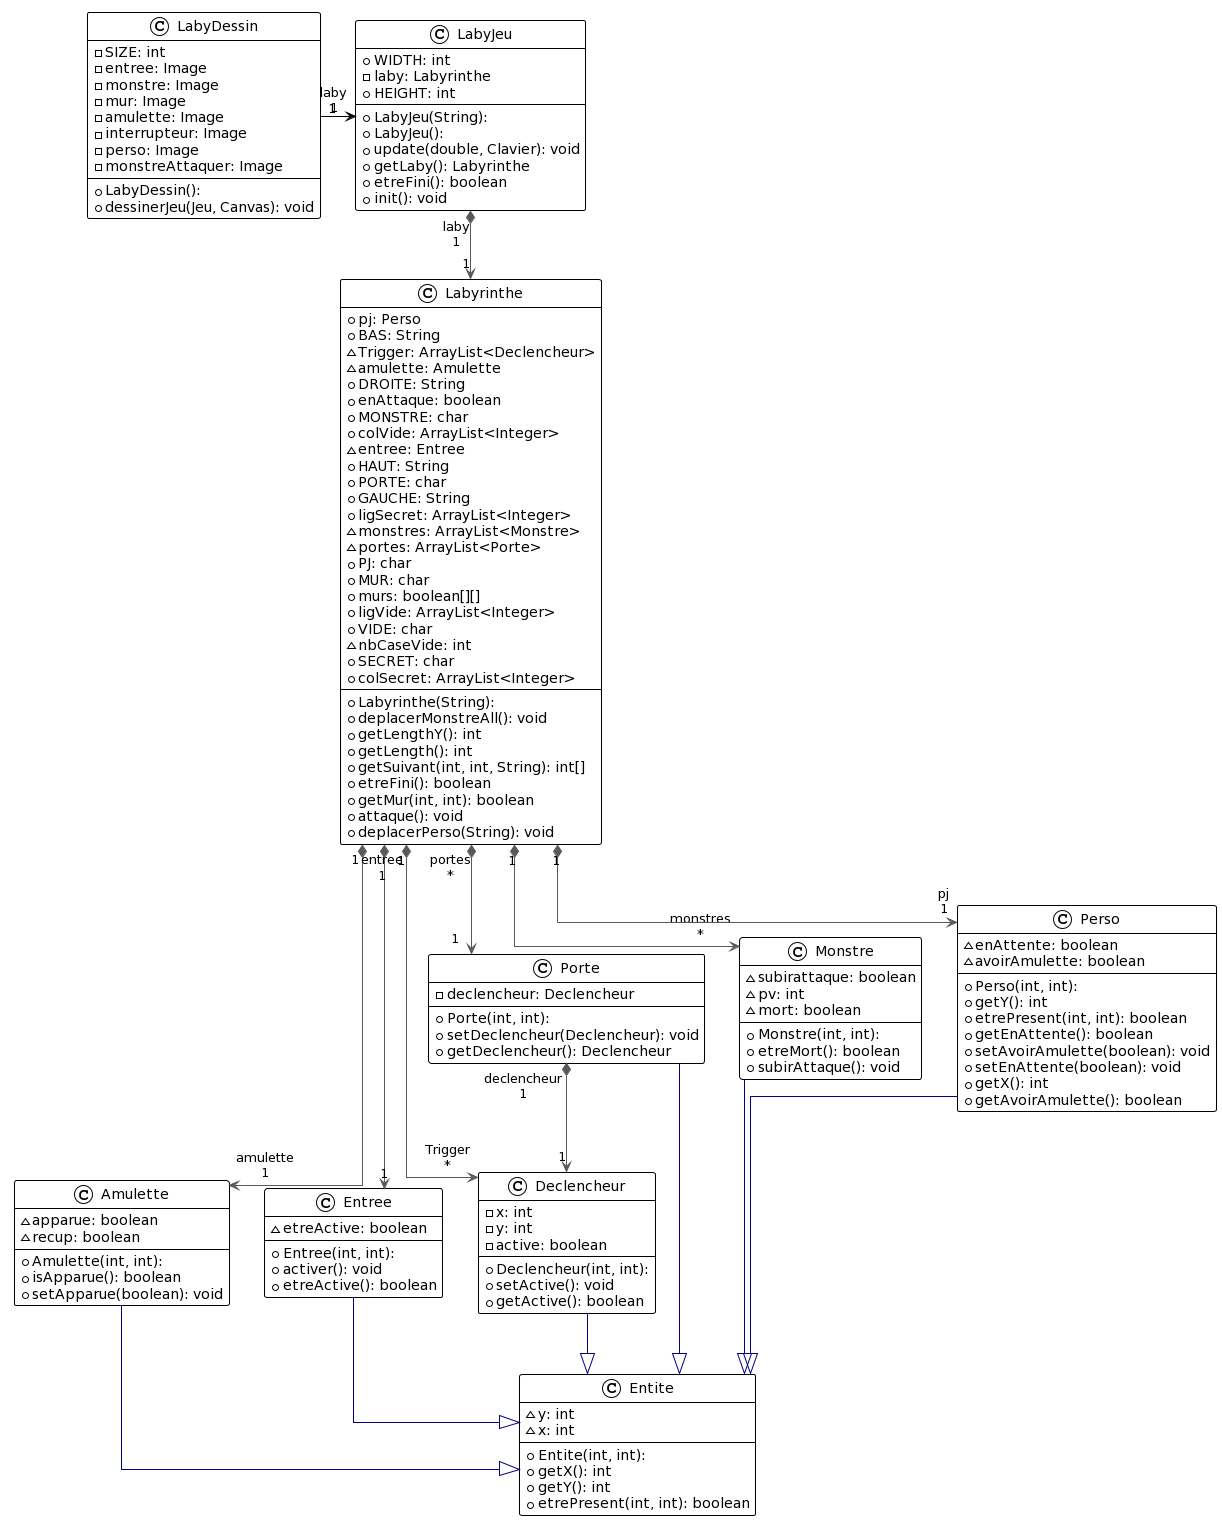 LabyDessin
SIZE: int
entree: Image
monstre: Image
mur: Image
amulette: Image
interrupteur: Image
perso: Image
monstreAttaquer: Image
LabyDessin():
dessinerJeu(Jeu, Canvas): void
laby
1
1
LabyJeu
WIDTH: int
laby: Labyrinthe
HEIGHT: int
LabyJeu(String):
LabyJeu():
update(double, Clavier): void
getLaby(): Labyrinthe
etreFini(): boolean
init(): void
laby
1
1
Labyrinthe
pj: Perso
BAS: String
Trigger: ArrayList<Declencheur>
amulette: Amulette
DROITE: String
enAttaque: boolean
MONSTRE: char
colVide: ArrayList<Integer>
entree: Entree
HAUT: String
PORTE: char
GAUCHE: String
ligSecret: ArrayList<Integer>
monstres: ArrayList<Monstre>
portes: ArrayList<Porte>
PJ: char
MUR: char
murs: boolean[][]
ligVide: ArrayList<Integer>
VIDE: char
nbCaseVide: int
SECRET: char
colSecret: ArrayList<Integer>
Labyrinthe(String):
deplacerMonstreAll(): void
getLengthY(): int
getLength(): int
getSuivant(int, int, String): int[]
etreFini(): boolean
getMur(int, int): boolean
attaque(): void
deplacerPerso(String): void
1
entree
1
1
portes
*
1
1
1
monstres
*
pj
1
Perso
enAttente: boolean
avoirAmulette: boolean
Perso(int, int):
getY(): int
etrePresent(int, int): boolean
getEnAttente(): boolean
setAvoirAmulette(boolean): void
setEnAttente(boolean): void
getX(): int
getAvoirAmulette(): boolean
Monstre
subirattaque: boolean
pv: int
mort: boolean
Monstre(int, int):
etreMort(): boolean
subirAttaque(): void
Porte
declencheur: Declencheur
Porte(int, int):
setDeclencheur(Declencheur): void
getDeclencheur(): Declencheur
declencheur
1
1
amulette
1
1
Trigger
*
Amulette
apparue: boolean
recup: boolean
Amulette(int, int):
isApparue(): boolean
setApparue(boolean): void
Entree
etreActive: boolean
Entree(int, int):
activer(): void
etreActive(): boolean
Declencheur
x: int
y: int
active: boolean
Declencheur(int, int):
setActive(): void
getActive(): boolean
Entite
y: int
x: int
Entite(int, int):
getX(): int
getY(): int
etrePresent(int, int): boolean